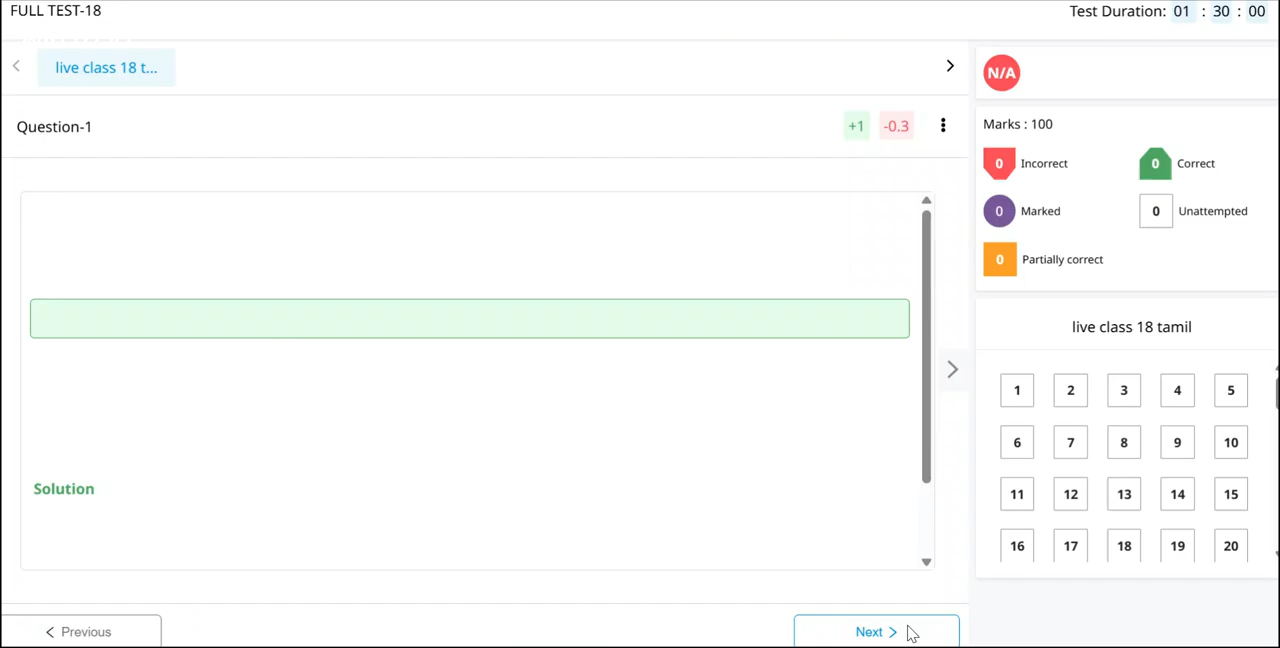 FULL TEST-18
Test Duration: 01 : 30 : 00
live class 18 t...
N/A
Question-1
+1 -0.3
Marks : 100
0 Incorrect
0 Correct
0 Marked
0 Unattempted
0 Partially correct
live class 18 tamil
1 2 3 4 5
6 7 8 9 10
11 12 13 14 15
16 17 18 19 20
Solution
Previous
Next